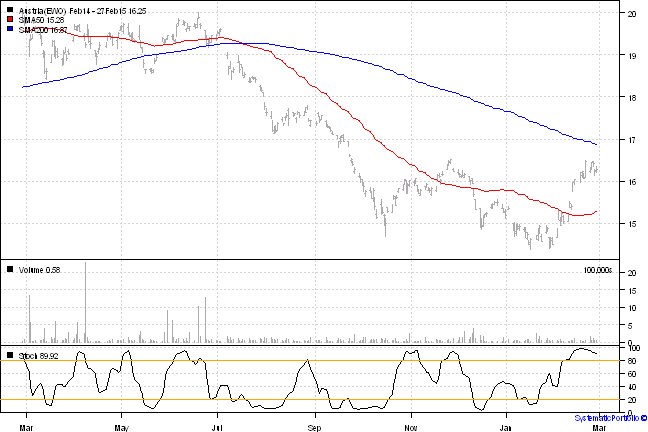 Austria(EWO) Feb14 - 27Feb15 16.25
SMA50 15.28
SMA200 16.87
20
19
18
17
16
15
Volume 0.58
100,000s
20
15
10
5
0
Stoch 89.92
100
80
60
40
20
0
Mar May Jul Sep Nov Jan Mar
SystematicPortfolio ©